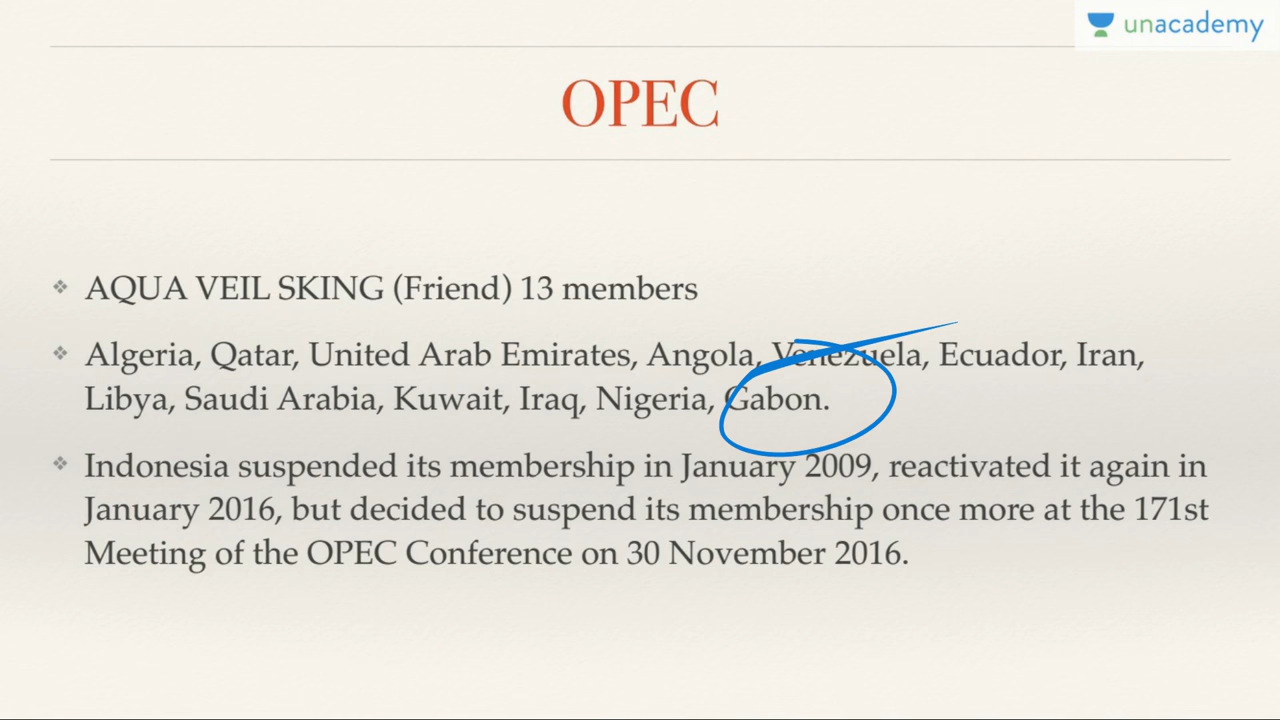 unacademy
OPEC
AQUA VEIL SKING (Friend) 13 members
Algeria, Qatar, United Arab Emirates, Angola, Venezuela, Ecuador, Iran,
Libya, Saudi Arabia, Kuwait, Iraq, Nigeria, Gabon.
Indonesia suspended its membership in January 2009, reactivated it again in
January 2016, but decided to suspend its membership once more at the 171st
Meeting of the OPEC Conference on 30 November 2016.